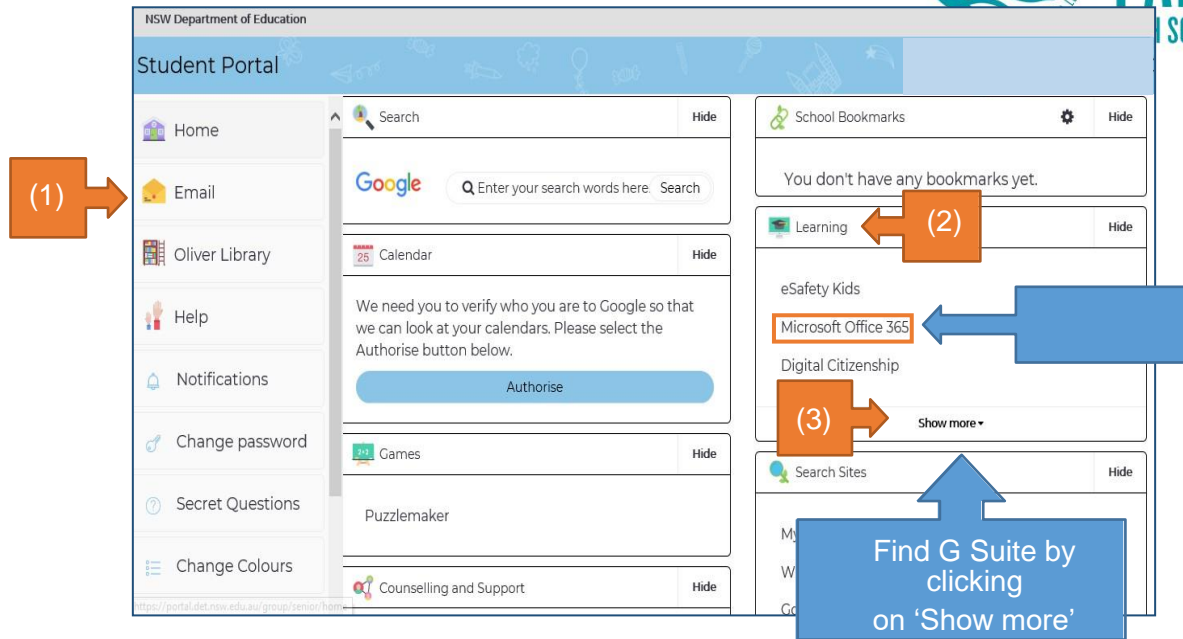 NSW Department of Education
Student Portal
(1)
Home
Email
Oliver Library
Help
Notifications
Change password
Secret Questions
Change Colours
https://portal.det.nsw.edu.au/group/senior/hom
Search
Hide
Google
Enter your search words here.
Search
25
Calendar
Hide
We need you to verify who you are to Google so that
we can look at your calendars. Please select the
Authorise button below.
Authorise
Games
Hide
Puzzlemaker
Counselling and Support
Hide
School Bookmarks
Hide
You don't have any bookmarks yet.
Learning
(2)
Hide
eSafety Kids
Microsoft Office 365
Digital Citizenship
(3)
Show more
Search Sites
Hide
Find G Suite by
clicking
on ‘Show more’